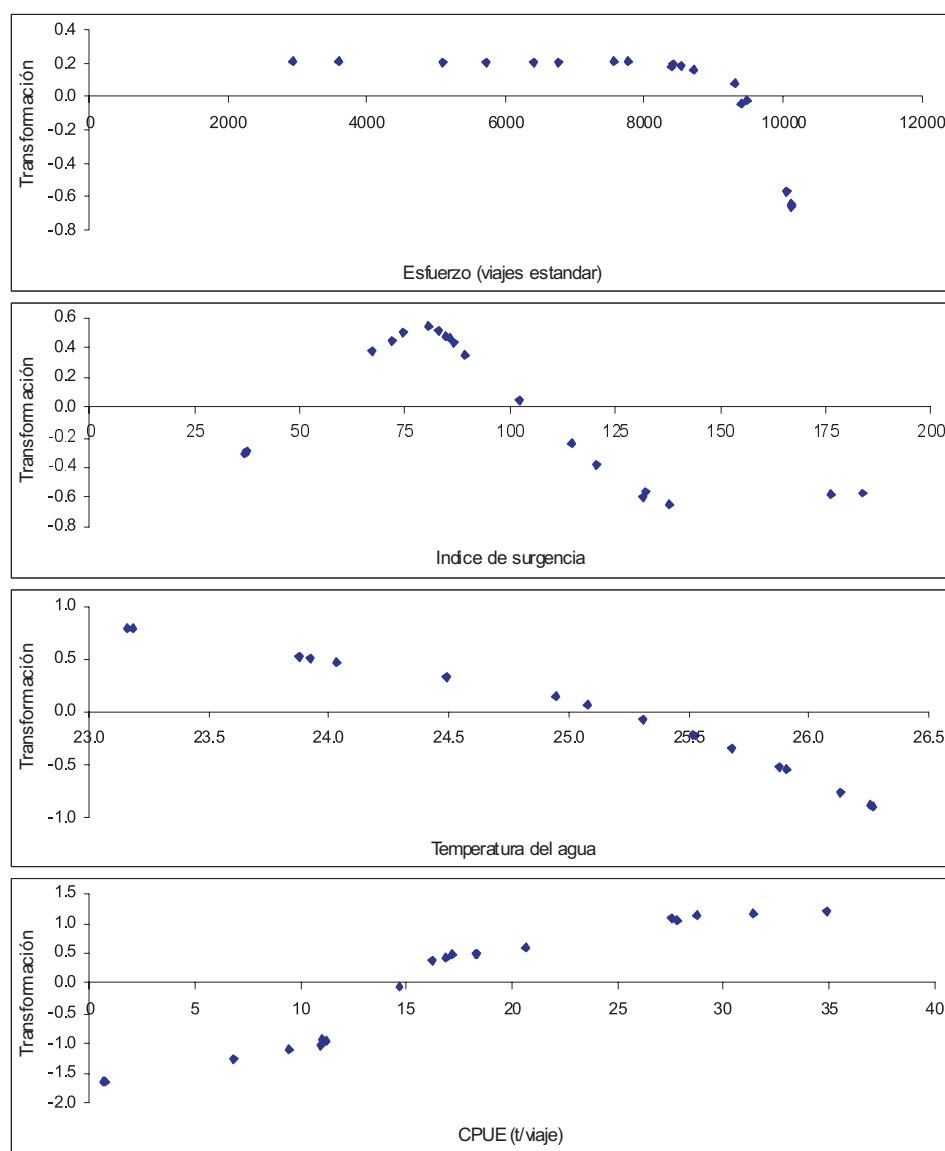 0.4
0.2
0.0
-0.2
-0.4
-0.6
-0.8
0 2000 4000 6000 8000 10000 12000
Transformación
Esfuerzo (viajes estandar)
0.6
0.4
0.2
0.0
-0.2
-0.4
-0.6
-0.8
0 25 50 75 100 125 150 175 200
Transformación
Indice de surgencia
1.0
0.5
0.0
-0.5
-1.0
23.0 23.5 24.0 24.5 25.0 25.5 26.0 26.5
Transformación
Temperatura del agua
1.5
1.0
0.5
0.0
-0.5
-1.0
-1.5
-2.0
0 5 10 15 20 25 30 35 40
Transformación
CPUE (t/viaje)